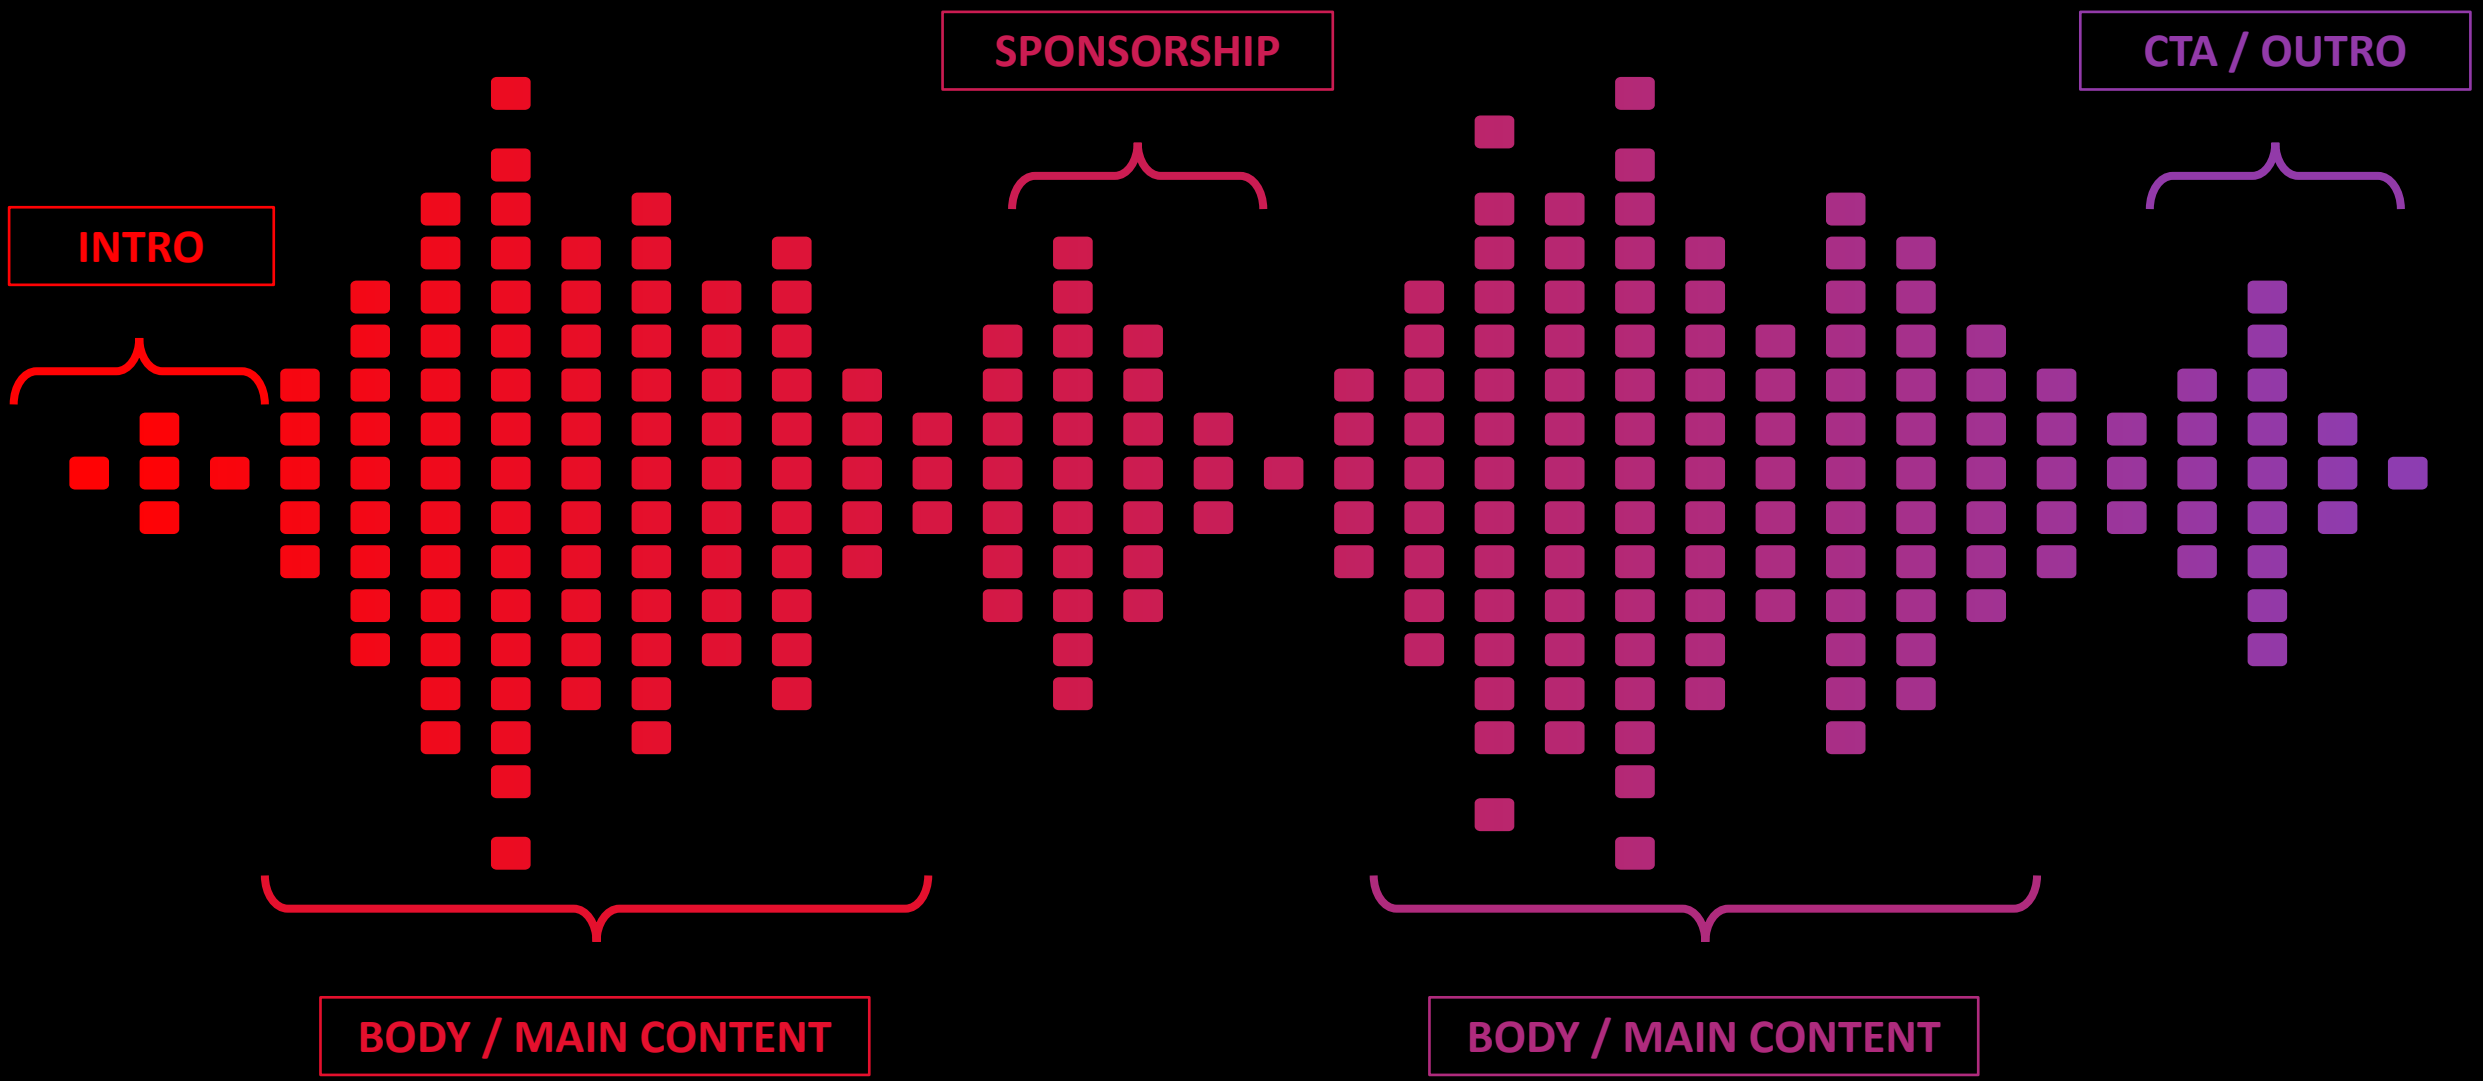 INTRO
BODY / MAIN CONTENT
SPONSORSHIP
BODY / MAIN CONTENT
CTA / OUTRO